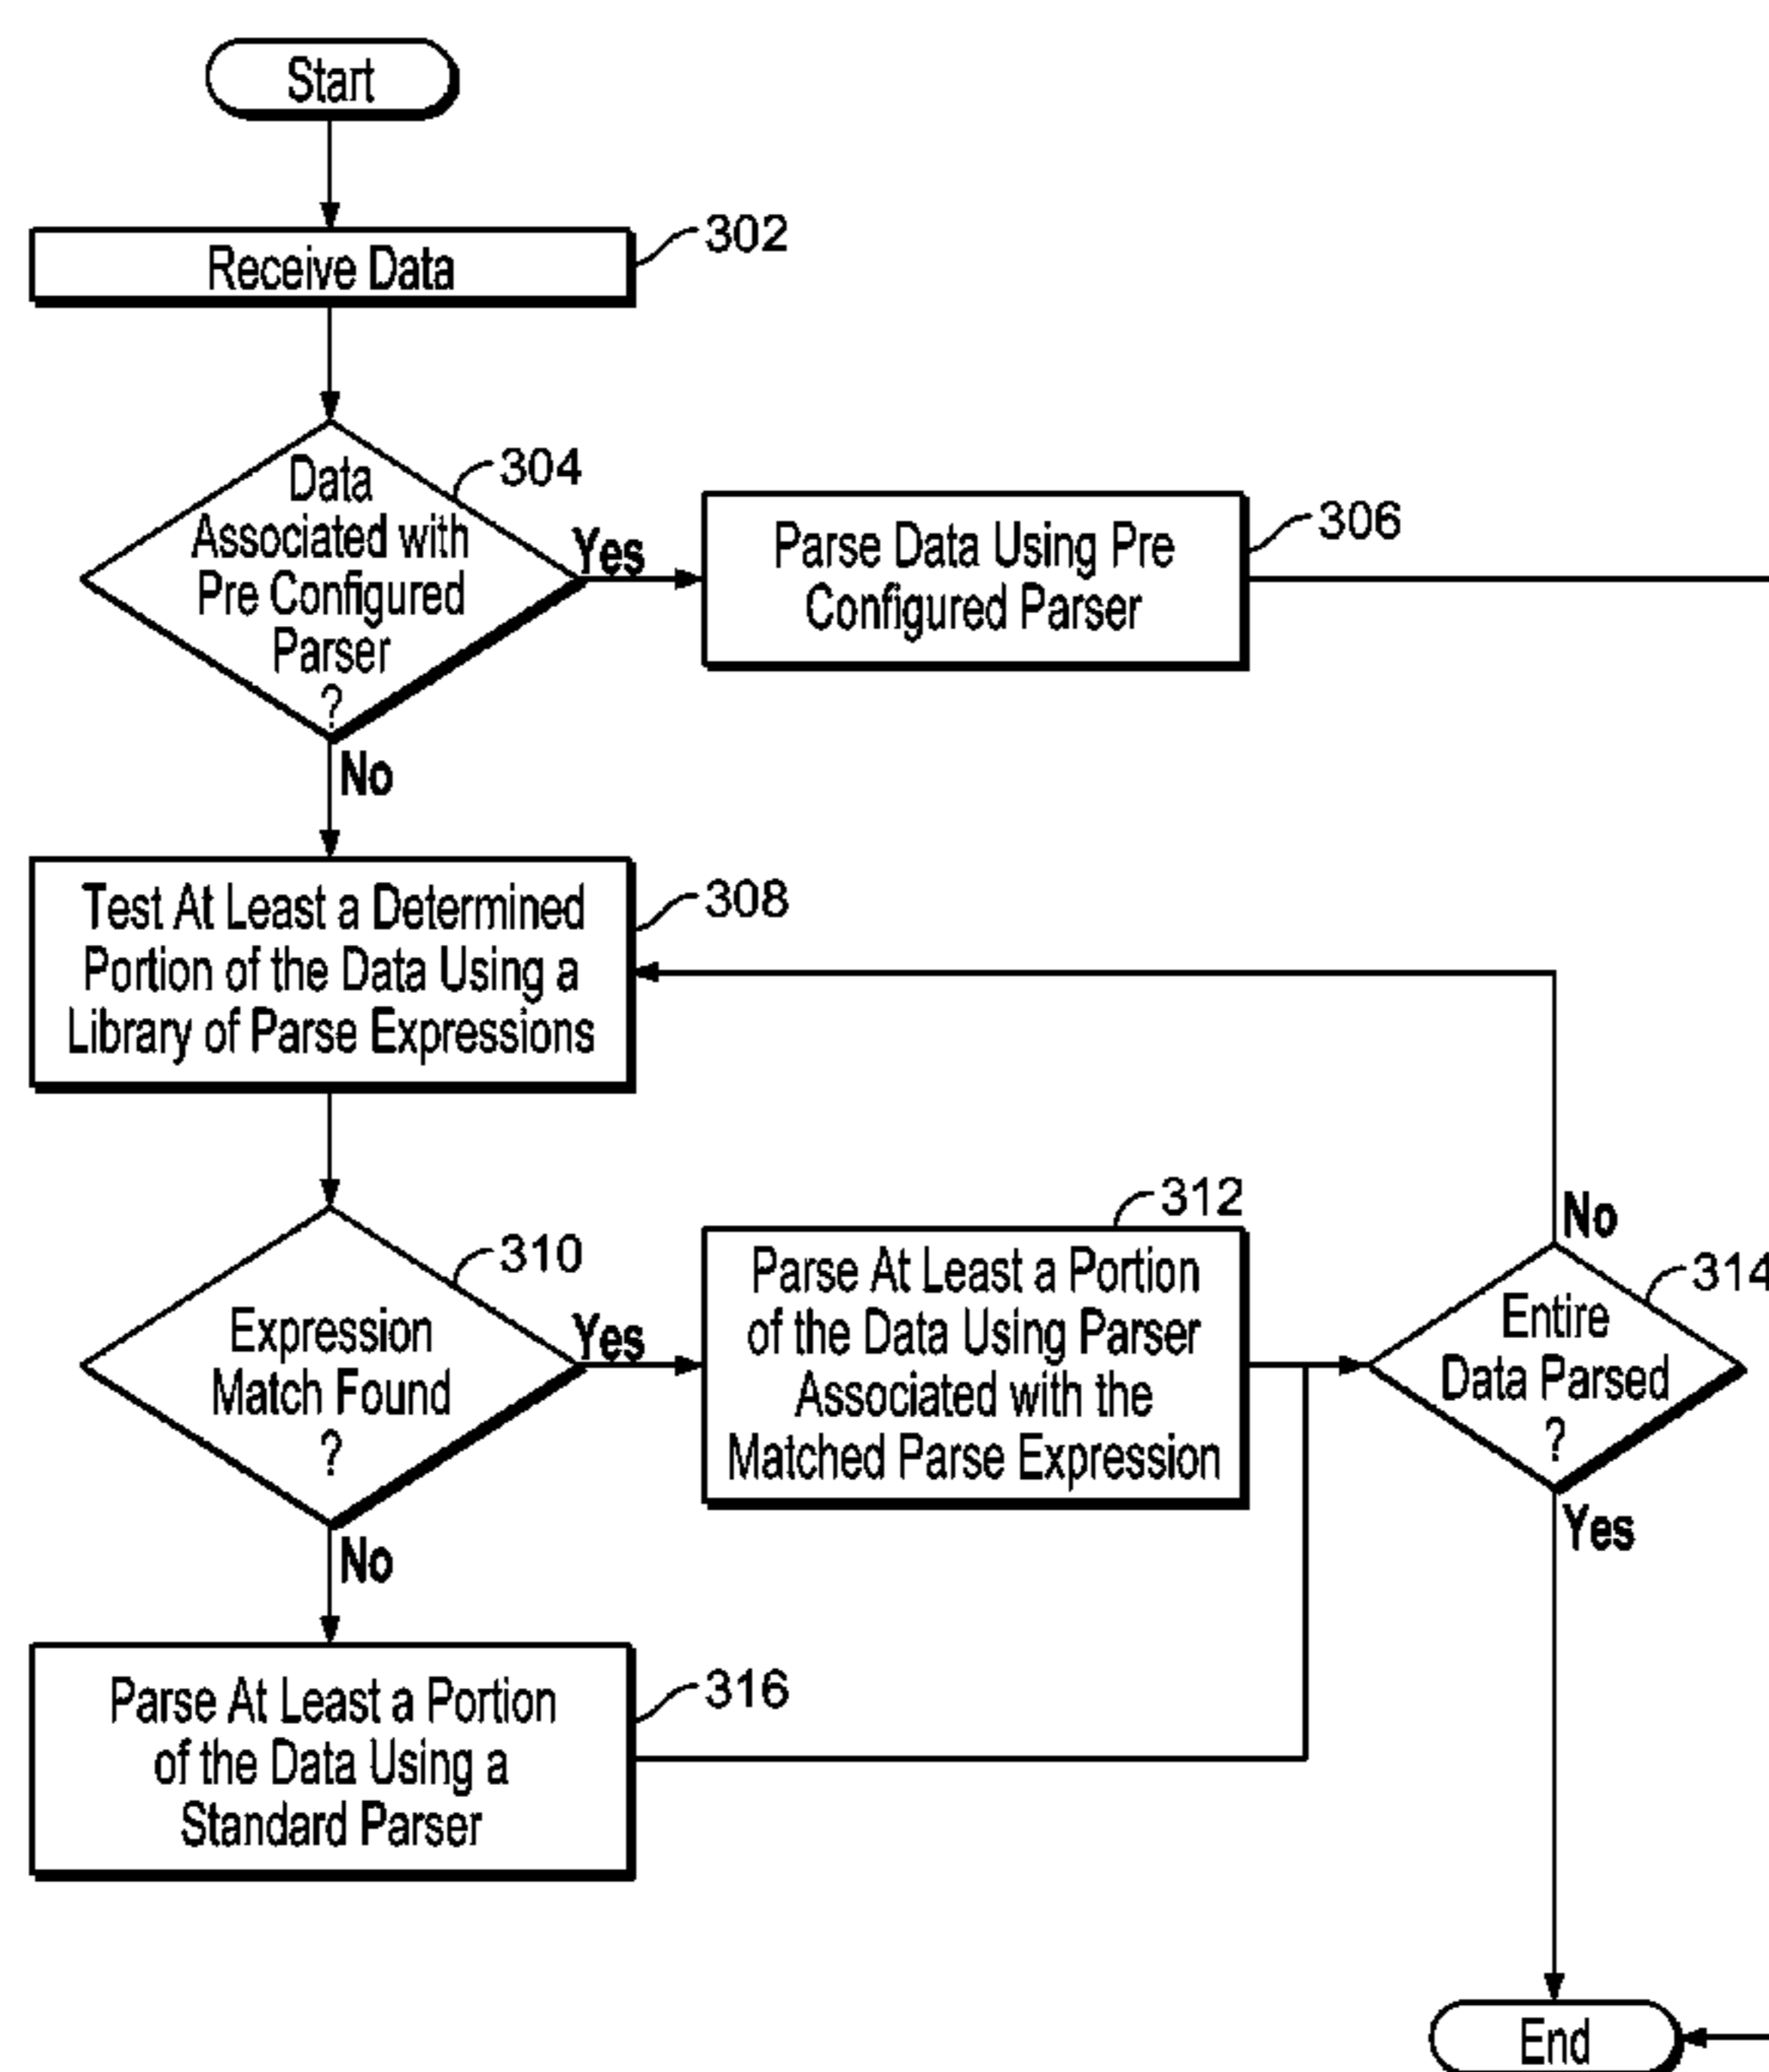 Start
Receive Data
302
Data
Associated with
Pre Configured
Parser
?
304
Yes
Parse Data Using Pre
Configured Parser
306
No
Test At Least a Determined
Portion of the Data Using a
Library of Parse Expressions
308
Expression
Match Found
?
310
Yes
312
Parse At Least a Portion
of the Data Using Parser
Associated with the
Matched Parse Expression
No
314
Entire
Data Parsed
?
Yes
No
Parse At Least a Portion
of the Data Using a
Standard Parser
316
End